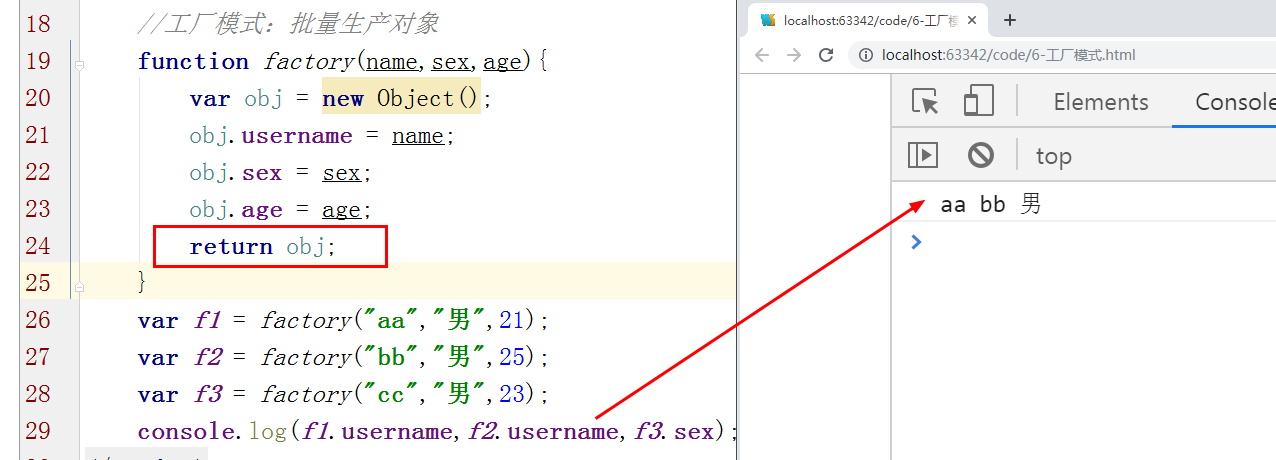 18 //工厂模式：批量生产对象
19 function factory(name,sex,age){
20 var obj = new Object();
21 obj.username = name;
22 obj.sex = sex;
23 obj.age = age;
24 return obj;
25 }
26 var f1 = factory("aa","男",21);
27 var f2 = factory("bb","男",25);
28 var f3 = factory("cc","男",23);
29 console.log(f1.username,f2.username,f3.sex);
localhost:63342/code/6-工厂模
localhost:63342/code/6-工厂模式.html
Elements Console
top
aa bb 男